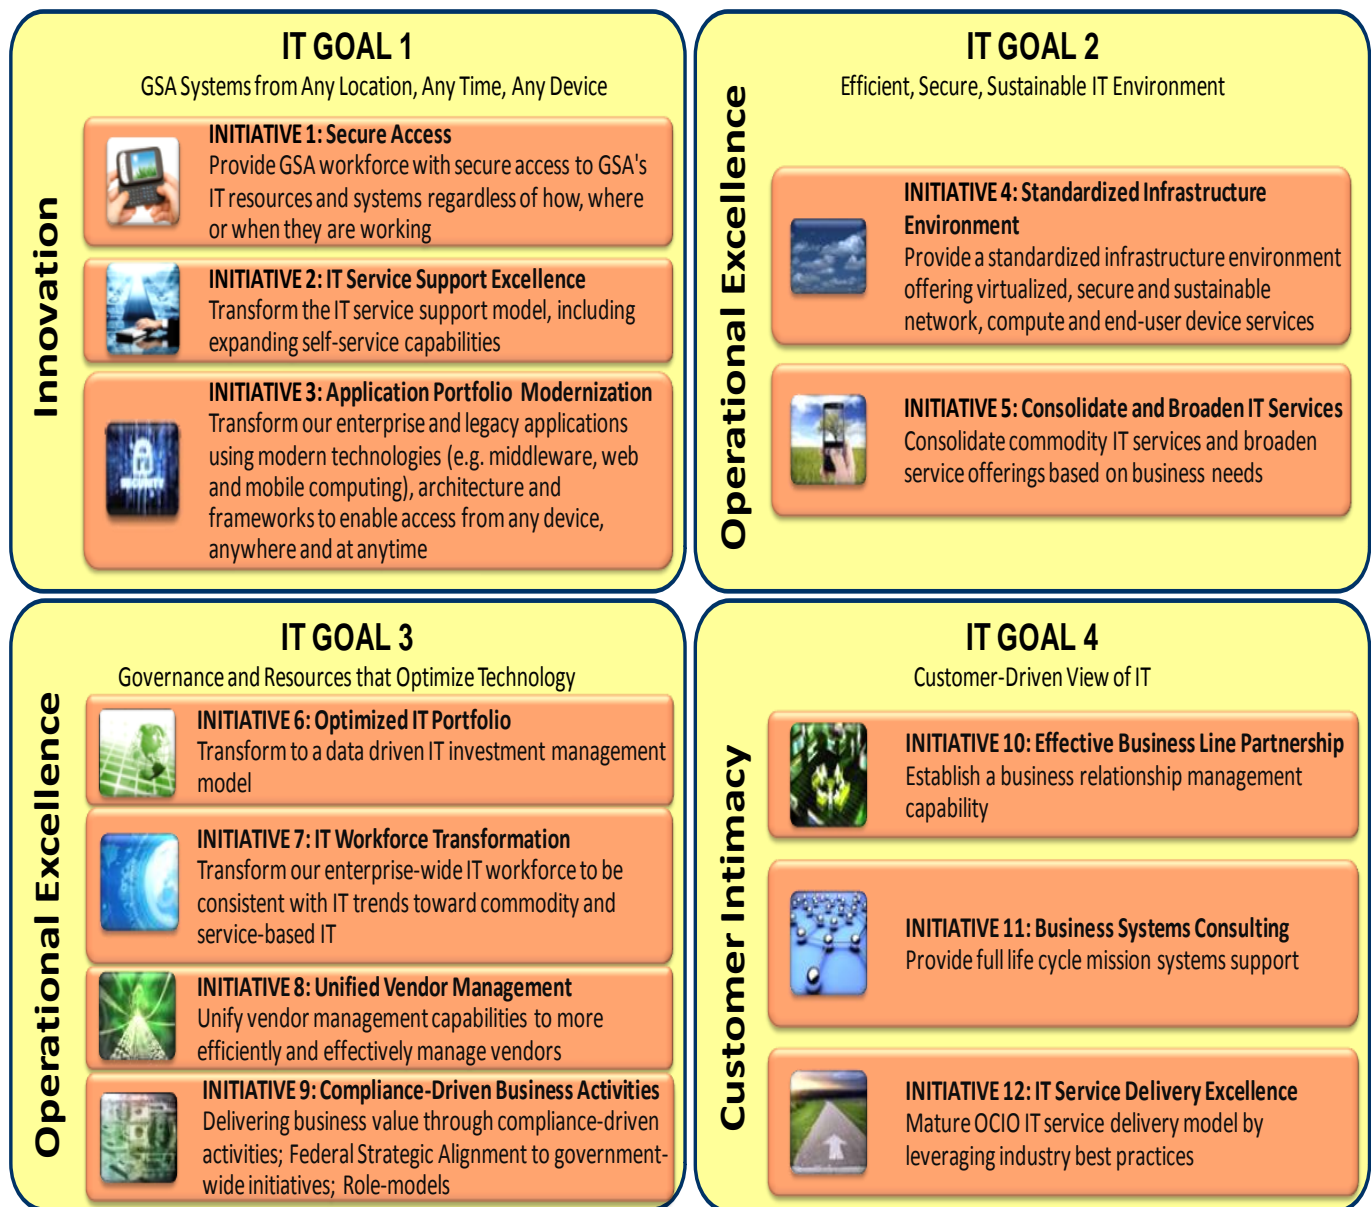 IT GOAL 1
GSA Systems from Any Location, Any Time, Any Device
Innovation
INITIATIVE 1: Secure Access
Provide GSA workforce with secure access to GSA's
IT resources and systems regardless of how, where
or when they are working
INITIATIVE 2: IT Service Support Excellence
Transform the IT service support model, including
expanding self-service capabilities
INITIATIVE 3: Application Portfolio Modernization
Transform our enterprise and legacy applications
using modern technologies (e.g. middleware, web
and mobile computing), architecture and
frameworks to enable access from any device,
anywhere and at anytime
SECURITY
IT GOAL 2
Efficient, Secure, Sustainable IT Environment
Operational Excellence
INITIATIVE 4: Standardized Infrastructure
Environment
Provide a standardized infrastructure environment
offering virtualized, secure and sustainable
network, compute and end-user device services
INITIATIVE 5: Consolidate and Broaden IT Services
Consolidate commodity IT services and broaden
service offerings based on business needs
IT GOAL 3
Governance and Resources that Optimize Technology
Operational Excellence
INITIATIVE 6: Optimized IT Portfolio
Transform to a data driven IT investment management
model
INITIATIVE 7: IT Workforce Transformation
Transform our enterprise-wide IT workforce to be
consistent with IT trends toward commodity and
service-based IT
INITIATIVE 8: Unified Vendor Management
Unify vendor management capabilities to more
efficiently and effectively manage vendors
INITIATIVE 9: Compliance-Driven Business Activities
Delivering business value through compliance-driven
activities; Federal Strategic Alignment to government-
wide initiatives; Role-models
IT GOAL 4
Customer-Driven View of IT
Customer Intimacy
INITIATIVE 10: Effective Business Line Partnership
Establish a business relationship management
capability
INITIATIVE 11: Business Systems Consulting
Provide full life cycle mission systems support
INITIATIVE 12: IT Service Delivery Excellence
Mature OCIO IT service delivery model by
leveraging industry best practices